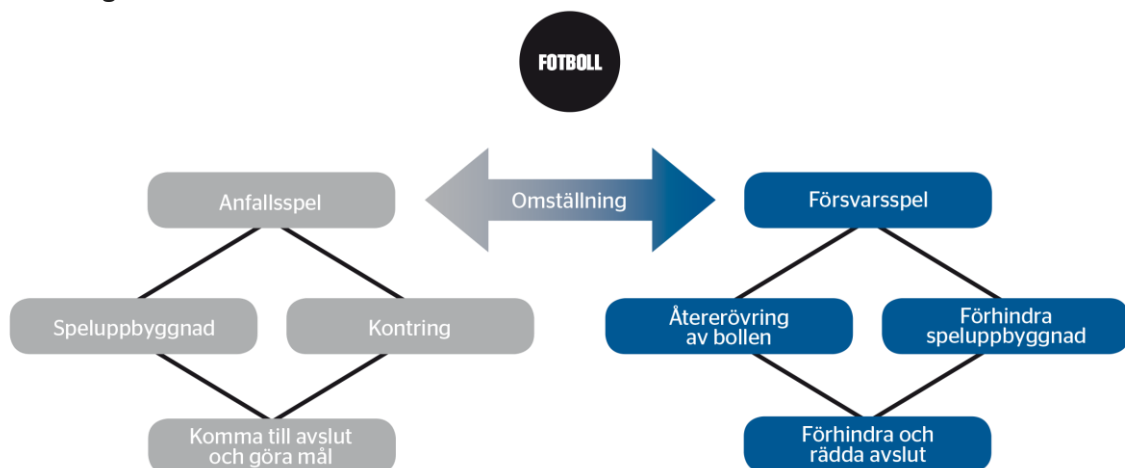 FOTBOLL
Anfallsspel
Omställning
Försvarsspel
Speluppbyggnad
Kontring
Återerövring
av bollen
Förhindra
speluppbyggnad
Komma till avslut
och göra mål
Förhindra och
rädda avslut